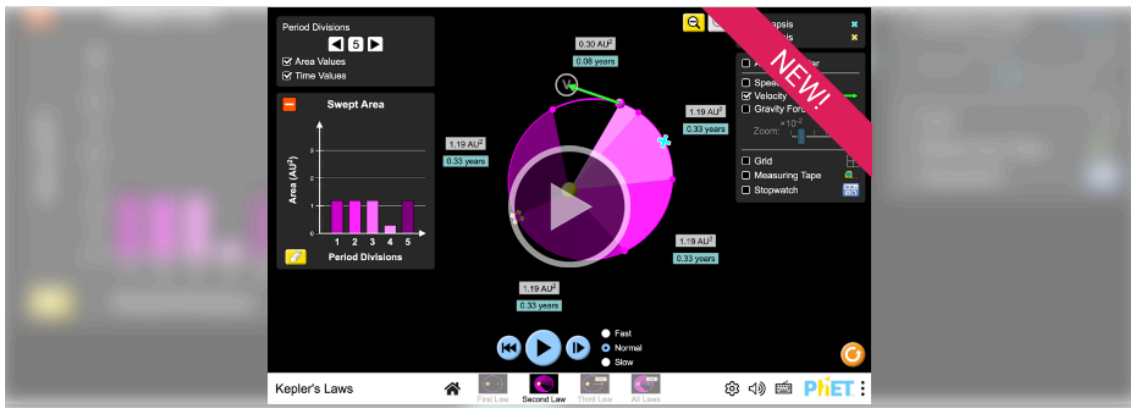 Period Divisions
5
Area Values
Time Values
Swept Area
Area (AU²)
3
2
1
0
1 2 3 4 5
Period Divisions
0.30 AU²
0.08 years
V
1.19 AU²
0.33 years
1.19 AU²
0.33 years
1.19 AU²
0.33 years
1.19 AU²
0.33 years
NEW!
Velocity
Gravity
×10⁻²
Zoom:
Grid
Measuring Tape
Stopwatch
Fast
Normal
Slow
Kepler's Laws
First Law
Second Law
Third Law
All Laws
PhET